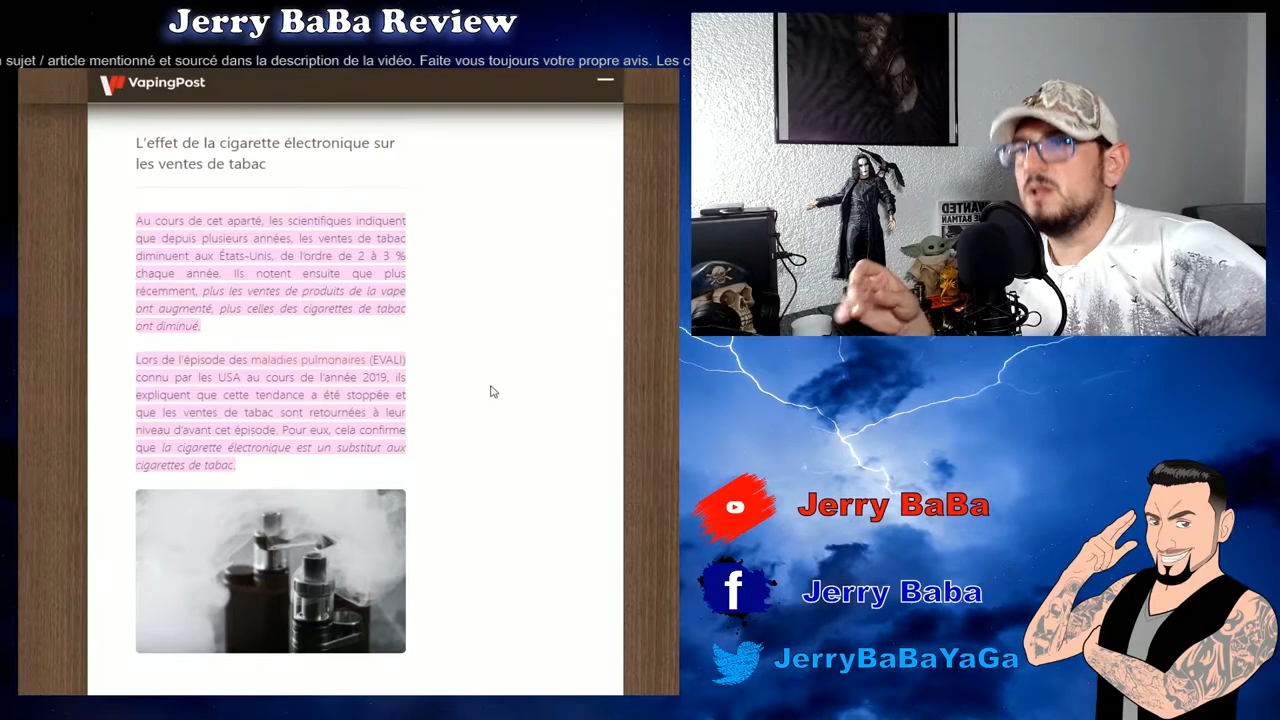 Jerry BaBa Review
sujet / article mentionné et sourcé dans la description de la vidéo. Faite vous toujours votre propre avis. Les
VapingPost
L'effet de la cigarette électronique sur
les ventes de tabac
Au cours de cet aparté, les scientifiques indiquent
que depuis plusieurs années, les ventes de tabac
diminuent aux États-Unis, de l'ordre de 2 à 3 %
chaque année. Ils notent ensuite que plus
récemment, plus les ventes de produits de la vape
ont augmenté, plus celles des cigarettes de tabac
ont diminué.
Lors de l'épisode des maladies pulmonaires (EVALI)
connu par les USA au cours de l'année 2019, ils
expliquent que cette tendance a été stoppée et
que les ventes de tabac sont retournées à leur
niveau d'avant cet épisode. Pour eux, cela confirme
que la cigarette électronique est un substitut aux
cigarettes de tabac.
WANTED
THE BATMAN
Jerry BaBa
f
Jerry Baba
JerryBaBaYaGa